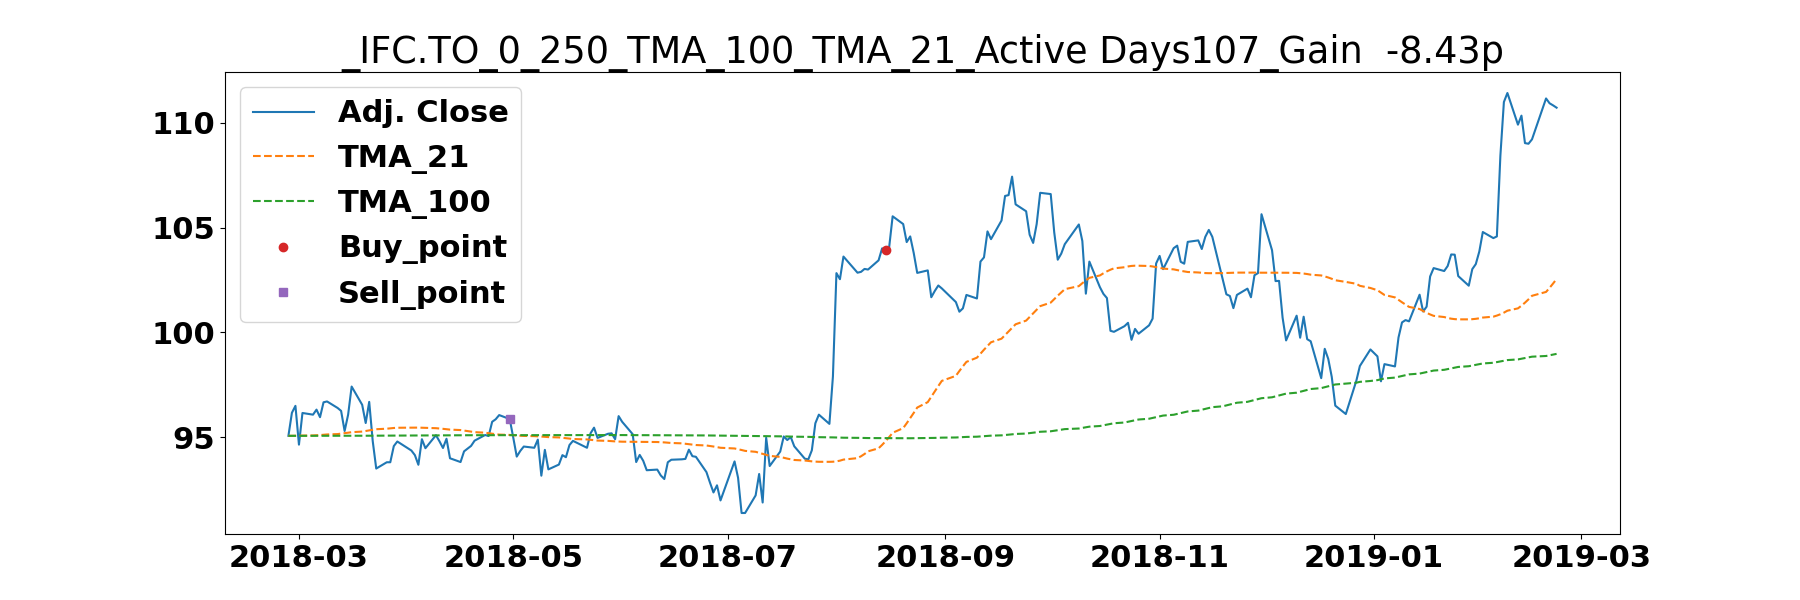 _IFC.TO_0_250_TMA_100_TMA_21_Active Days107_Gain  -8.43p
Adj. Close
TMA_21
TMA_100
Buy_point
Sell_point
110
105
100
95
2018-03
2018-05
2018-07
2018-09
2018-11
2019-01
2019-03